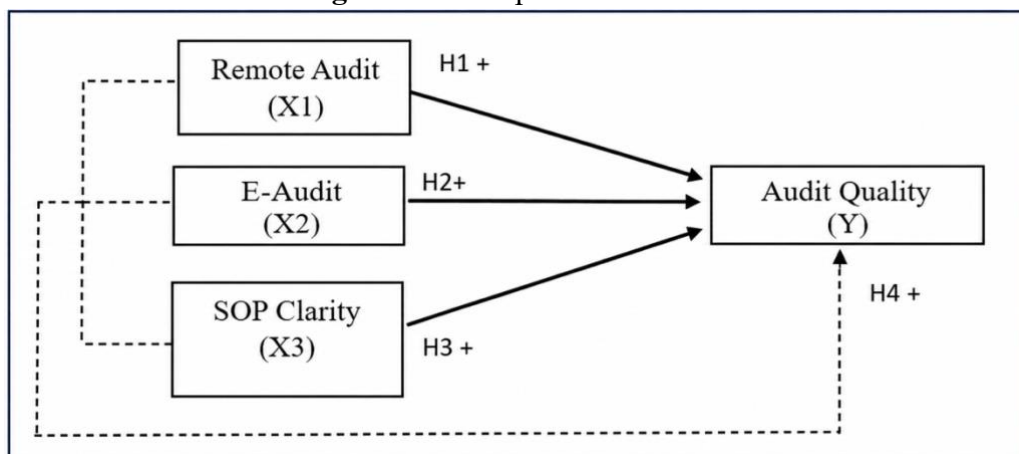 Remote Audit
(X1)
H1 +
E-Audit
(X2)
H2+
SOP Clarity
(X3)
H3 +
Audit Quality
(Y)
H4 +